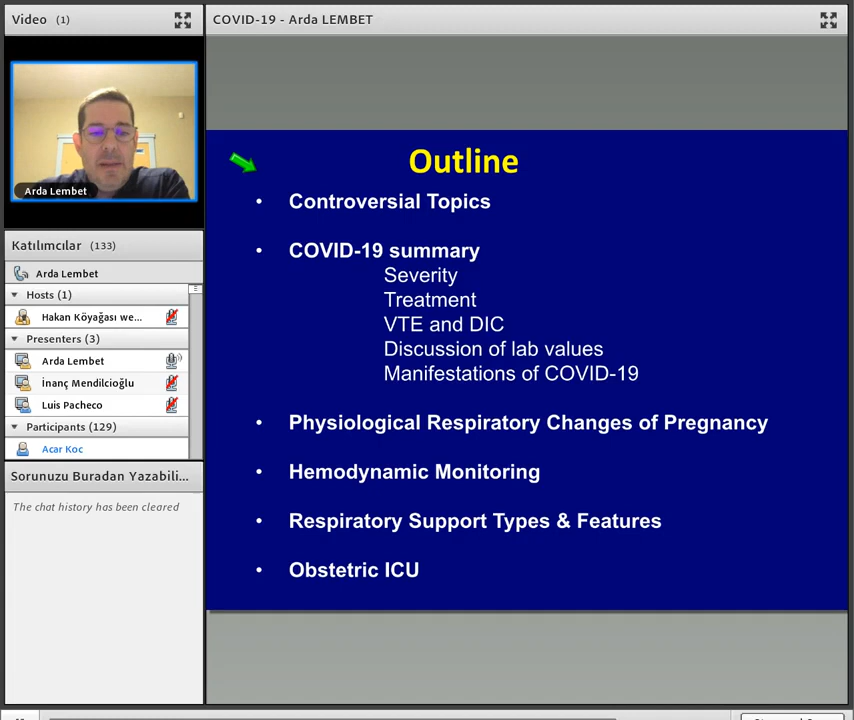 Video (1)
Arda Lembet
Katılımcılar (133)
Arda Lembet
Hosts (1)
Hakan Köyağası we...
Presenters (3)
Arda Lembet
İnanç Mendilcioğlu
Luis Pacheco
Participants (129)
Acar Koc
Sorunuzu Buradan Yazabili...
The chat history has been cleared
COVID-19 - Arda LEMBET
Outline
• Controversial Topics
• COVID-19 summary
Severity
Treatment
VTE and DIC
Discussion of lab values
Manifestations of COVID-19
• Physiological Respiratory Changes of Pregnancy
• Hemodynamic Monitoring
• Respiratory Support Types & Features
• Obstetric ICU